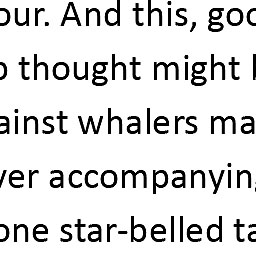 our. And this, goo
o thought might b
ainst whalers ma
ver accompanying
one star-belled ta